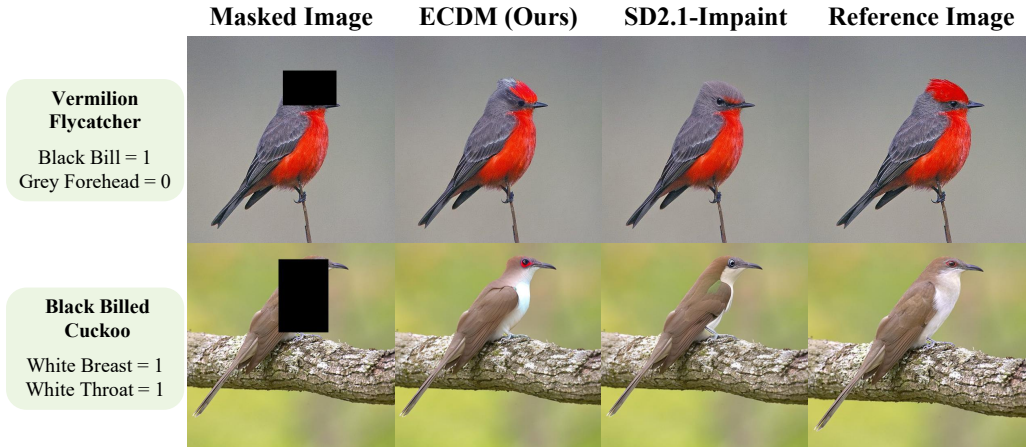 Masked Image
ECDM (Ours)
SD2.1-Impaint
Reference Image
Vermilion
Flycatcher
Black Bill = 1
Grey Forehead = 0
Black Billed
Cuckoo
White Breast = 1
White Throat = 1